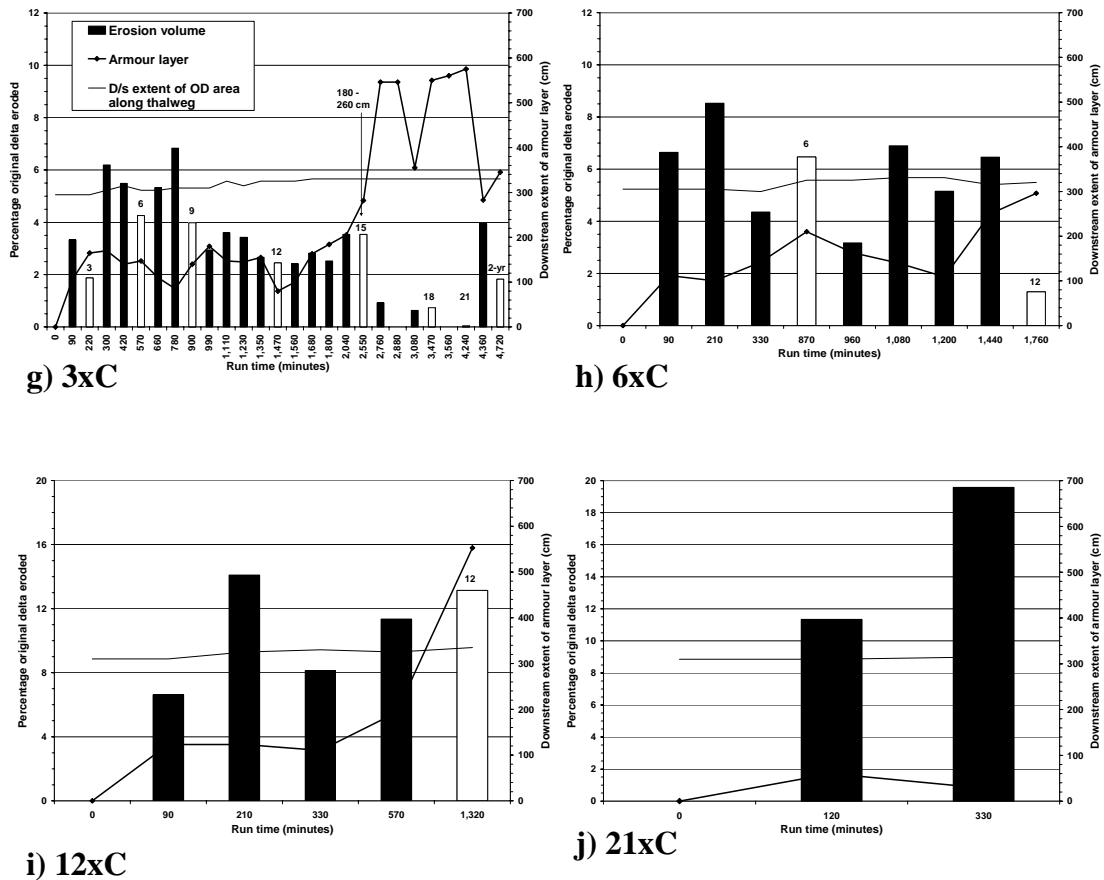 12
10
8
6
4
2
0
Percentage original delta eroded
Erosion volume
Armour layer
D/s extent of OD area
along thalweg
3
6
9
12
180 -
260 cm
15
18
21
2-yr
700
600
500
400
300
200
100
0
Downstream extent of armour layer (cm)
0 90 220 300 420 570 660 780 900 990 1,110 1,230 1,350 1,470 1,560 1,680 1,800 2,040 2,550 2,760 2,880 3,080 3,470 3,560 4,240 4,360 4,720
Run time (minutes)
g) 3xC
12
10
8
6
4
2
0
Percentage original delta eroded
6
12
700
600
500
400
300
200
100
0
Downstream extent of armour layer (cm)
0 90 210 330 870 960 1,080 1,200 1,440 1,760
Run time (minutes)
h) 6xC
20
16
12
8
4
0
Percentage original delta eroded
12
700
600
500
400
300
200
100
0
Downstream extent of armour layer (cm)
0 90 210 330 570 1,320
Run time (minutes)
i) 12xC
20
18
16
14
12
10
8
6
4
2
0
Percentage original delta eroded
700
600
500
400
300
200
100
0
Downstream extent of armour layer (cm)
0 120 330
Run time (minutes)
j) 21xC